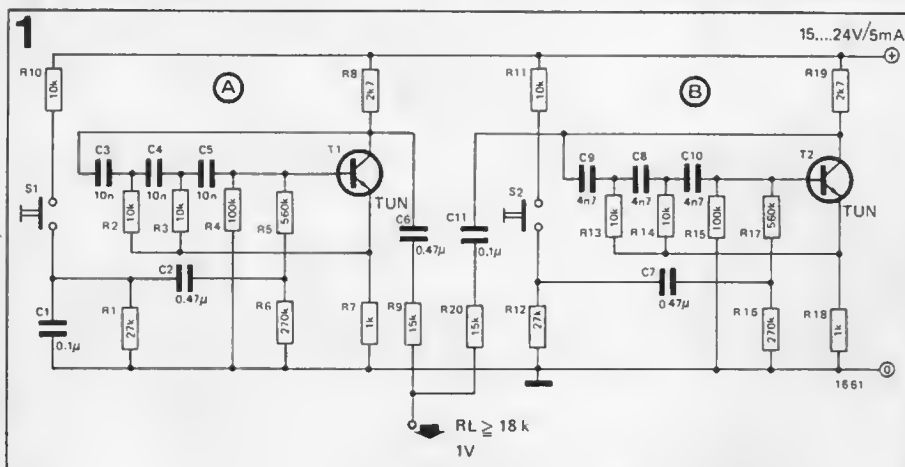 1
15....24V/5mA
R10
10k
A
R8
2k7
R11
10k
B
R19
2k7
C3
10n
C4
10n
C5
10n
T1
TUN
C9
4n7
C8
4n7
C10
4n7
T2
TUN
S1
R2
10k
R3
10k
R4
100k
R5
560k
C6
0.47µ
C11
0.1µ
S2
R13
10k
R14
10k
R15
100k
R17
560k
C2
0.47µ
C7
0.47µ
C1
0.1µ
R1
27k
R6
270k
R7
1k
R9
15k
R20
15k
R12
27k
R16
270k
R18
1k
1661
+
0
RL ≧ 18 k
1V